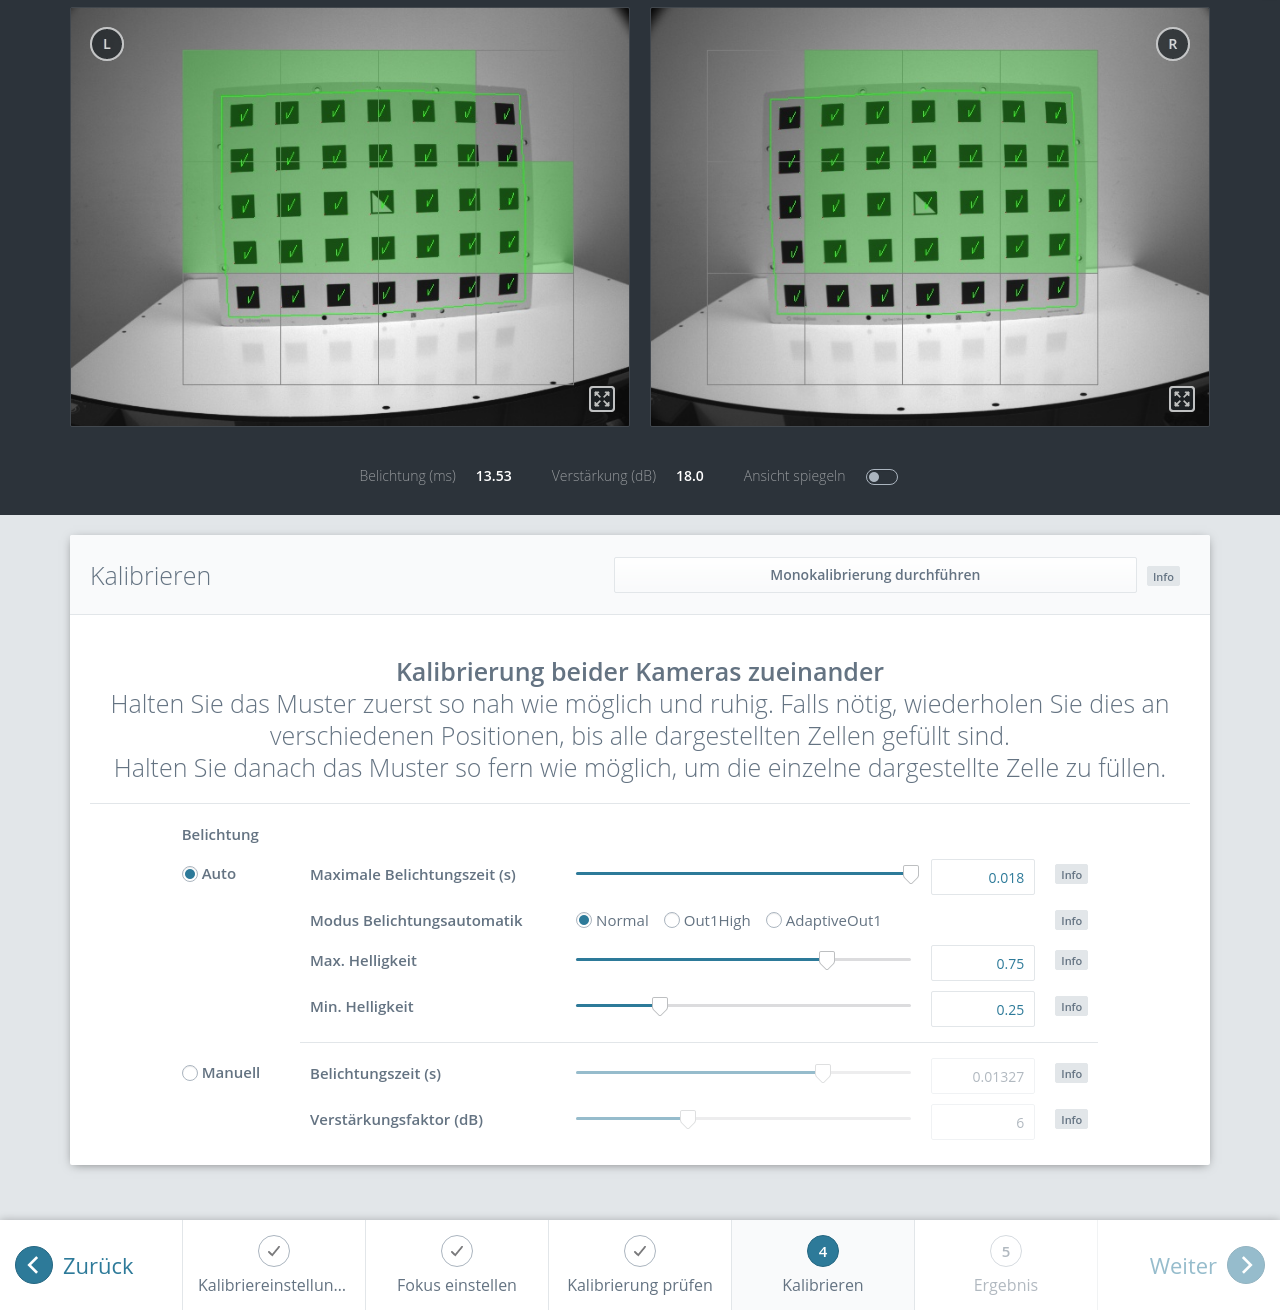 L
R
Belichtung (ms) 13.53 Verstärkung (dB) 18.0 Ansicht spiegeln
Kalibrieren
Monokalibrierung durchführen
Info
Kalibrierung beider Kameras zueinander
Halten Sie das Muster zuerst so nah wie möglich und ruhig. Falls nötig, wiederholen Sie dies an
verschiedenen Positionen, bis alle dargestellten Zellen gefüllt sind.
Halten Sie danach das Muster so fern wie möglich, um die einzelne dargestellte Zelle zu füllen.
Belichtung
Auto
Maximale Belichtungszeit (s) 0.018 Info
Modus Belichtungsautomatik Normal Out1High AdaptiveOut1 Info
Max. Helligkeit 0.75 Info
Min. Helligkeit 0.25 Info
Manuell
Belichtungszeit (s) 0.01327 Info
Verstärkungsfaktor (dB) 6 Info
Zurück
Kalibriereinstellun...
Fokus einstellen
Kalibrierung prüfen
4
Kalibrieren
5
Ergebnis
Weiter